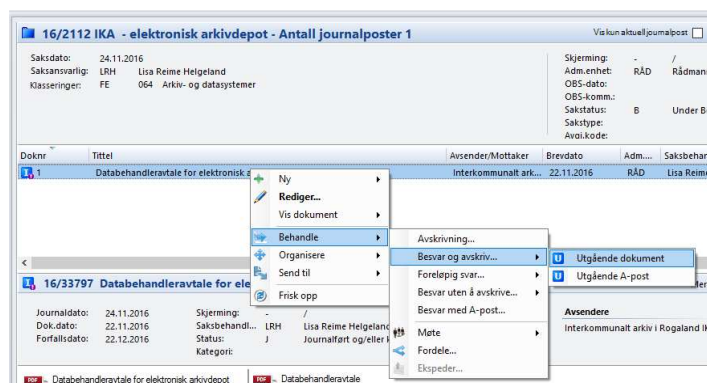 16/2112 IKA - elektronisk arkivdepot - Antall journalposter 1
Vis kun aktuell journalpost
Saksdato: 24.11.2016
Saksansvarlig: LRH Lisa Reime Helgeland
Klasseringer: FE 064 Arkiv- og datasystemer
Skjerming: - /
Adm.enhet: RÅD
OBS-dato:
OBS-komm.:
Sakstatus: B Under
Sakstype:
Avgj.kode:
Doknr Tittel Avsender/Mottaker Brevdato Adm....
1 Databehandleravtale for elektronisk Interkommunalt ark... 22.11.2016 RÅD Lisa
Ny
Rediger...
Vis dokument
Behandle
Organisere
Send til
Frisk opp
Avskrivning...
Besvar og avskriv...
Foreløpig svar...
Besvar uten å avskrive...
Besvar med A-post...
Møte
Fordele...
Ekspeder...
Utgående dokument
Utgående A-post
16/33797 Databehandleravtale for
Journaldato: 24.11.2016
Dok.dato: 22.11.2016
Forfallsdato: 22.12.2016
Skjerming: - /
Saksbehandl... LRH Lisa Reime Helgeland
Status: J Journalført og/eller
Kategori:
Avsendere
Interkommunalt arkiv i Rogaland
PDF Databehandleravtale for elektronisk arkivdepot
PDF Databehandleravtale